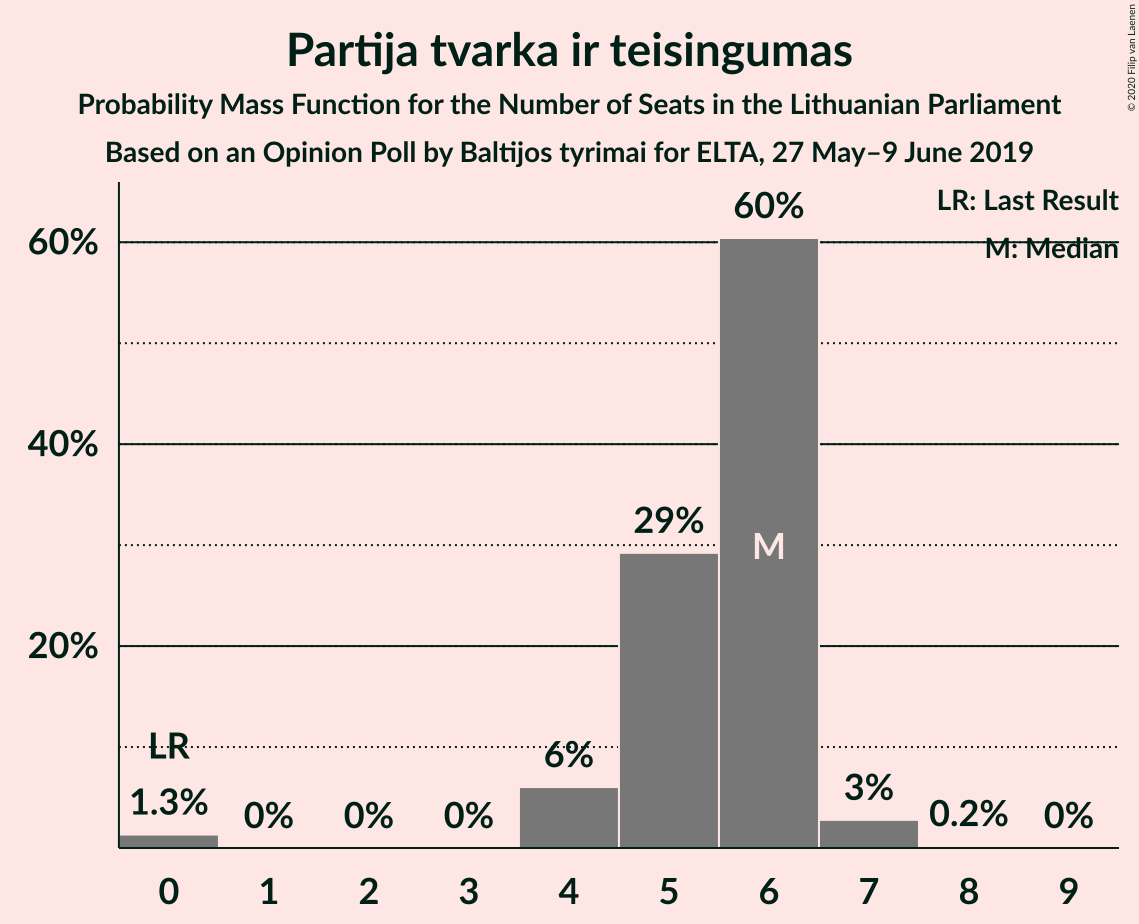 Partija tvarka ir teisingumas
Probability Mass Function for the Number of Seats in the Lithuanian Parliament
Based on an Opinion Poll by Baltijos tyrimai for ELTA, 27 May–9 June 2019
© 2020 Filip van Laenen
LR: Last Result
M: Median
60%
40%
20%
LR
1.3%
0%
0%
0%
6%
29%
60%
M
3%
0.2%
0%
0 1 2 3 4 5 6 7 8 9